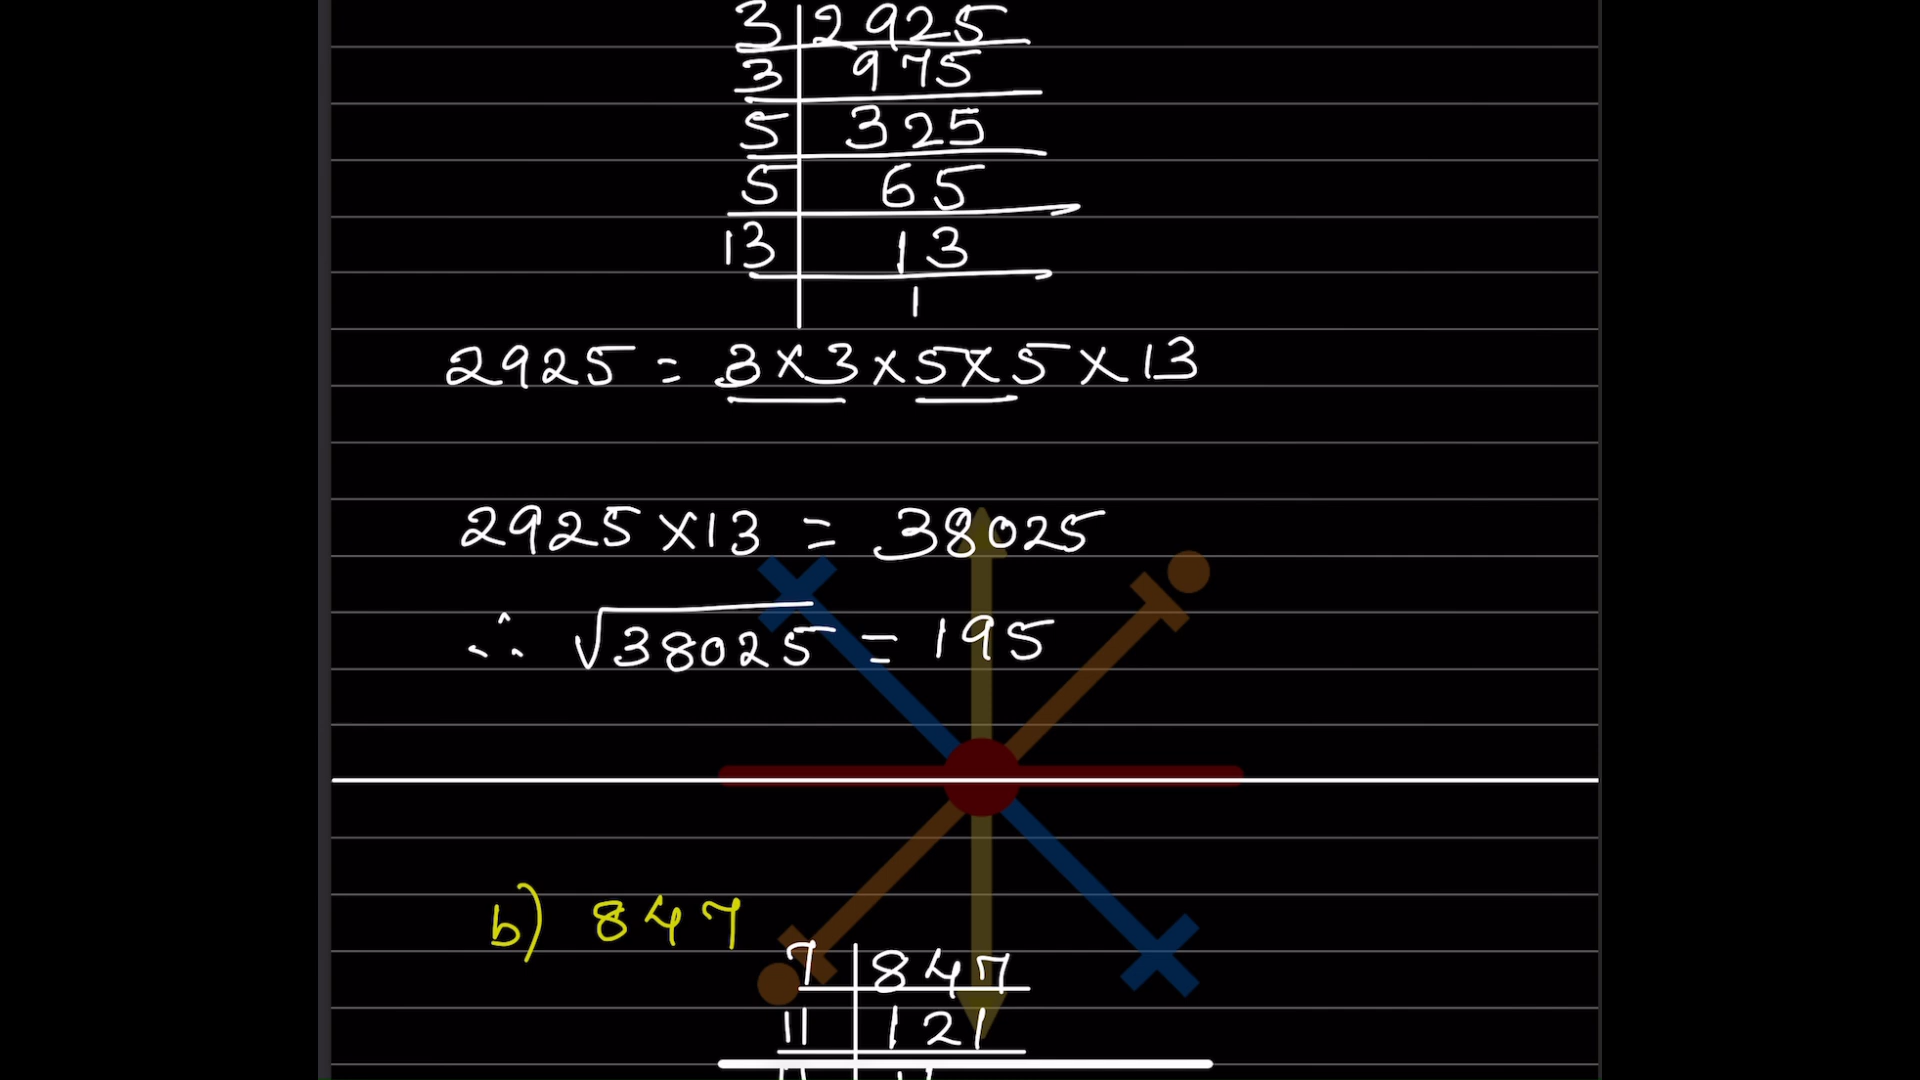 3 | 2925
3 | 975
5 | 325
5 | 65
13 | 13
1
2925 = 3×3×5×5×13
2925×13 = 38025
∴ √38025 = 195
b) 847
7 | 847
11 | 121